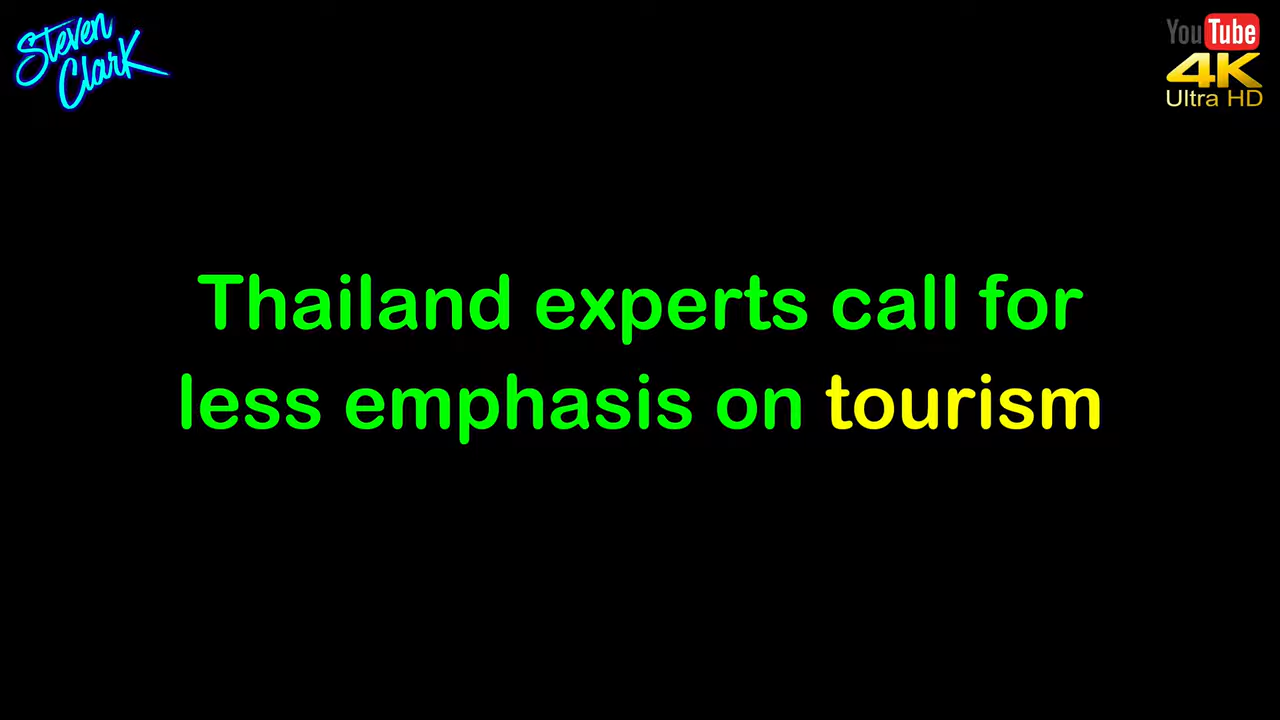 Steven
Clark
YouTube
4K
Ultra HD
Thailand experts call for
less emphasis on tourism